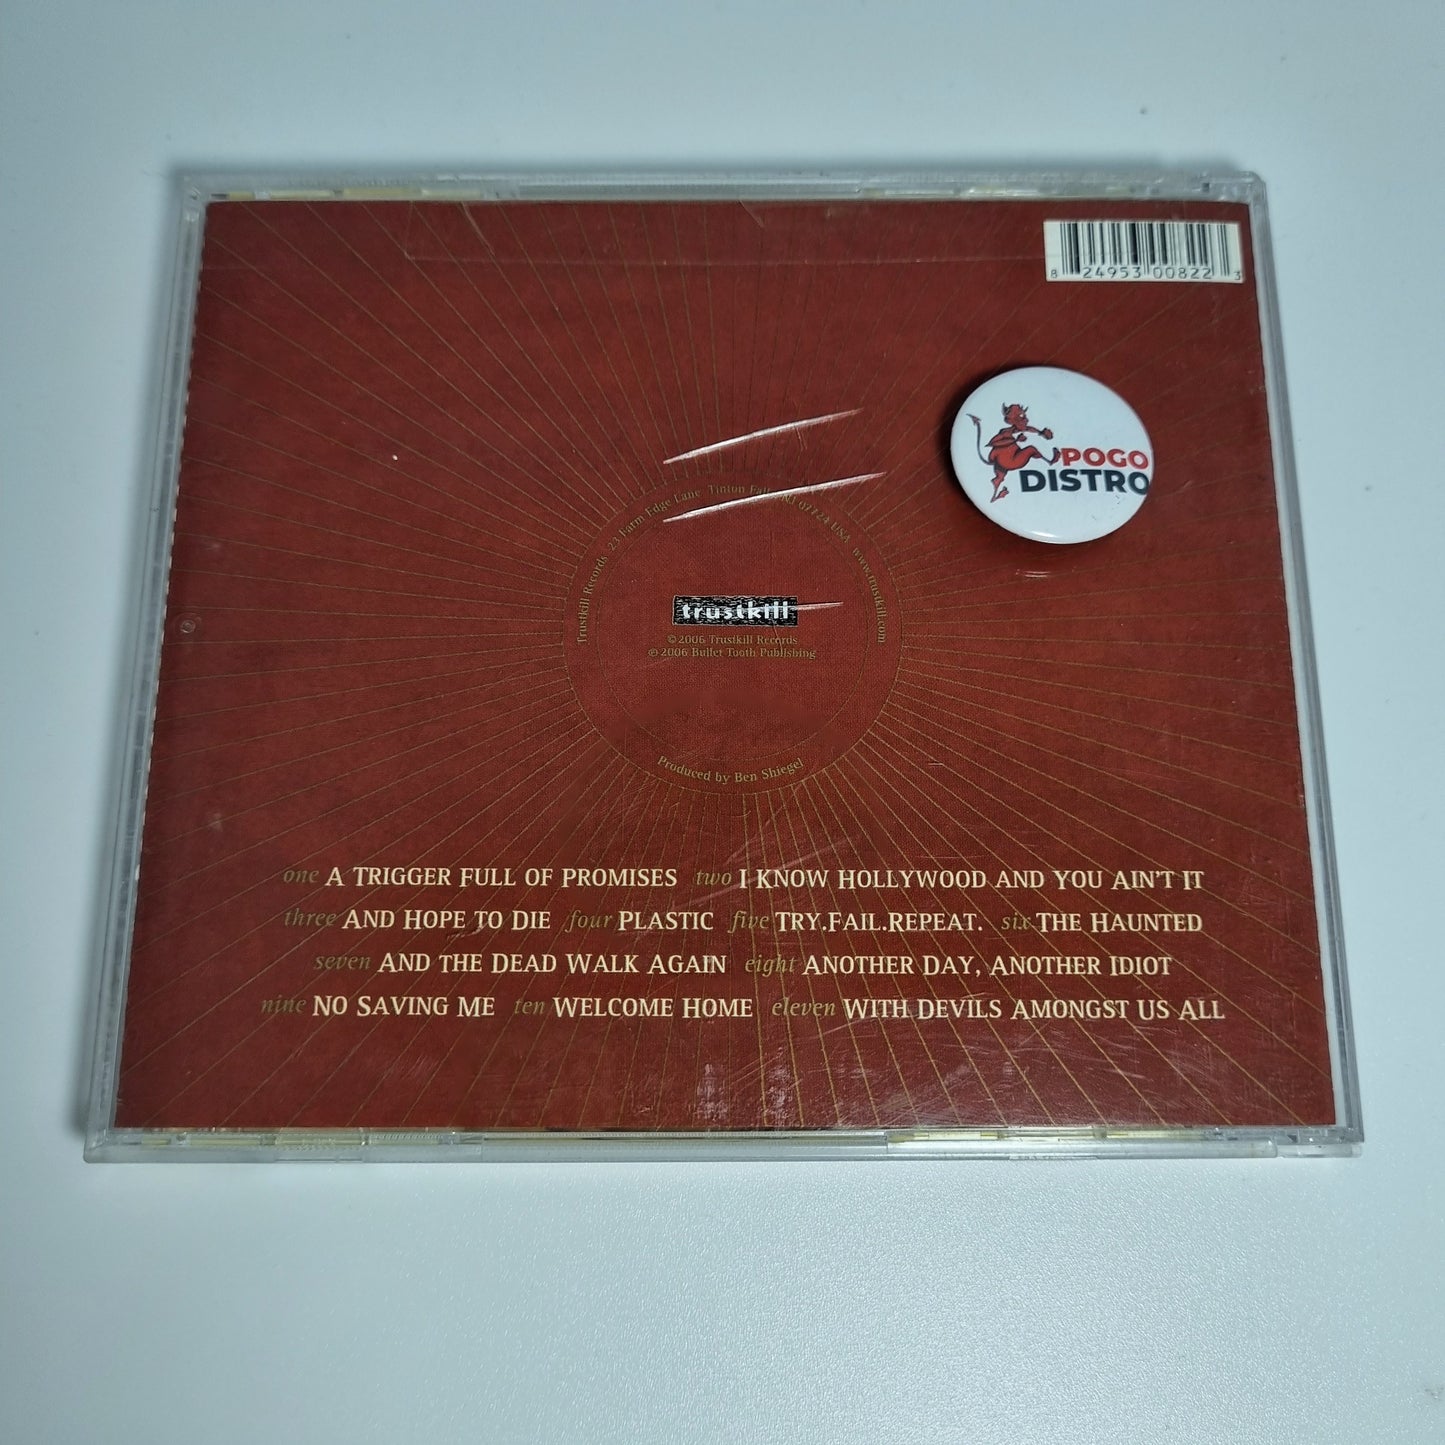 8 24953 00822 3
POGO
DISTRO
Trustkill Records 23 Farm Edge Lane Tinton Falls, NJ 07724 USA www.trustkill.com
trustkill
©2006 Trustkill Records
℗ 2006 Bullet Tooth Publishing
Produced by Ben Shiegel
one A TRIGGER FULL OF PROMISES two I KNOW HOLLYWOOD AND YOU AIN'T IT
three AND HOPE TO DIE four PLASTIC five TRY.FAIL.REPEAT. six THE HAUNTED
seven AND THE DEAD WALK AGAIN eight ANOTHER DAY, ANOTHER IDIOT
nine NO SAVING ME ten WELCOME HOME eleven WITH DEVILS AMONGST US ALL